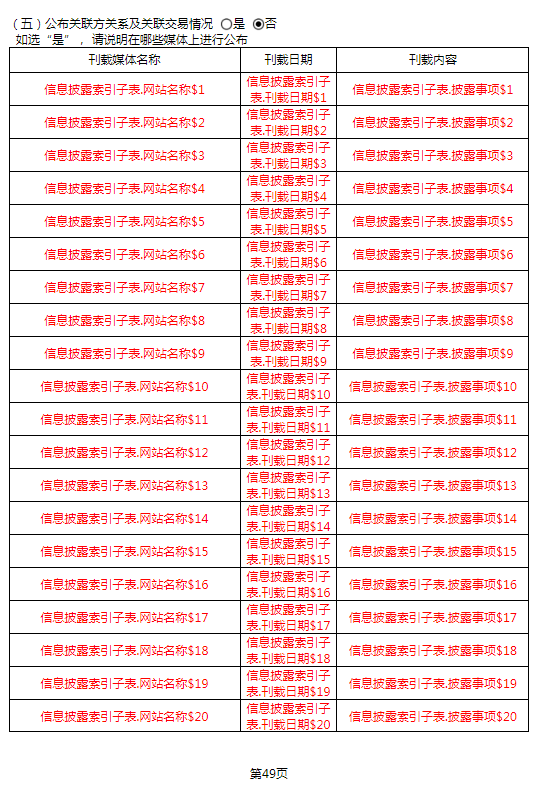 （五）公布关联方关系及关联交易情况 ○是 ◉否
如选“是”，请说明在哪些媒体上进行公布
刊载媒体名称 刊载日期 刊载内容
信息披露索引子表.网站名称$1 信息披露索引子表.刊载日期$1 信息披露索引子表.披露事项$1
信息披露索引子表.网站名称$2 信息披露索引子表.刊载日期$2 信息披露索引子表.披露事项$2
信息披露索引子表.网站名称$3 信息披露索引子表.刊载日期$3 信息披露索引子表.披露事项$3
信息披露索引子表.网站名称$4 信息披露索引子表.刊载日期$4 信息披露索引子表.披露事项$4
信息披露索引子表.网站名称$5 信息披露索引子表.刊载日期$5 信息披露索引子表.披露事项$5
信息披露索引子表.网站名称$6 信息披露索引子表.刊载日期$6 信息披露索引子表.披露事项$6
信息披露索引子表.网站名称$7 信息披露索引子表.刊载日期$7 信息披露索引子表.披露事项$7
信息披露索引子表.网站名称$8 信息披露索引子表.刊载日期$8 信息披露索引子表.披露事项$8
信息披露索引子表.网站名称$9 信息披露索引子表.刊载日期$9 信息披露索引子表.披露事项$9
信息披露索引子表.网站名称$10 信息披露索引子表.刊载日期$10 信息披露索引子表.披露事项$10
信息披露索引子表.网站名称$11 信息披露索引子表.刊载日期$11 信息披露索引子表.披露事项$11
信息披露索引子表.网站名称$12 信息披露索引子表.刊载日期$12 信息披露索引子表.披露事项$12
信息披露索引子表.网站名称$13 信息披露索引子表.刊载日期$13 信息披露索引子表.披露事项$13
信息披露索引子表.网站名称$14 信息披露索引子表.刊载日期$14 信息披露索引子表.披露事项$14
信息披露索引子表.网站名称$15 信息披露索引子表.刊载日期$15 信息披露索引子表.披露事项$15
信息披露索引子表.网站名称$16 信息披露索引子表.刊载日期$16 信息披露索引子表.披露事项$16
信息披露索引子表.网站名称$17 信息披露索引子表.刊载日期$17 信息披露索引子表.披露事项$17
信息披露索引子表.网站名称$18 信息披露索引子表.刊载日期$18 信息披露索引子表.披露事项$18
信息披露索引子表.网站名称$19 信息披露索引子表.刊载日期$19 信息披露索引子表.披露事项$19
信息披露索引子表.网站名称$20 信息披露索引子表.刊载日期$20 信息披露索引子表.披露事项$20
第49页